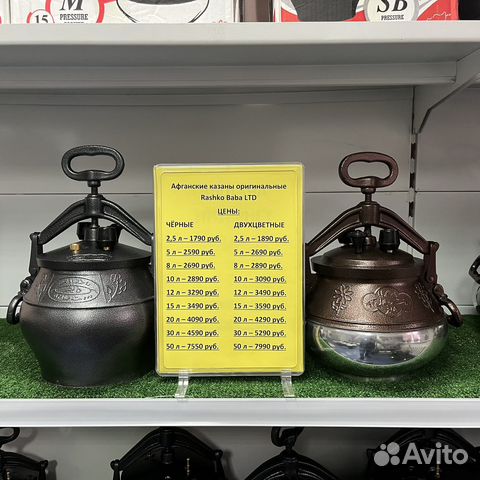 15
M
PRESSURE
SB
PRESSURE
Афганские казаны оригинальные
Rashko Baba LTD
ЦЕНЫ:
ЧЁРНЫЕ ДВУХЦВЕТНЫЕ
2,5 л – 1790 руб. 2,5 л – 1890 руб.
5 л – 2590 руб. 5 л – 2690 руб.
8 л – 2690 руб. 8 л – 2890 руб.
10 л – 2890 руб. 10 л – 3090 руб.
12 л – 3290 руб. 12 л – 3490 руб.
15 л – 3490 руб. 15 л – 3590 руб.
20 л – 4090 руб. 20 л – 4290 руб.
30 л – 4590 руб. 30 л – 5290 руб.
50 л – 7550 руб. 50 л – 7990 руб.
Avito